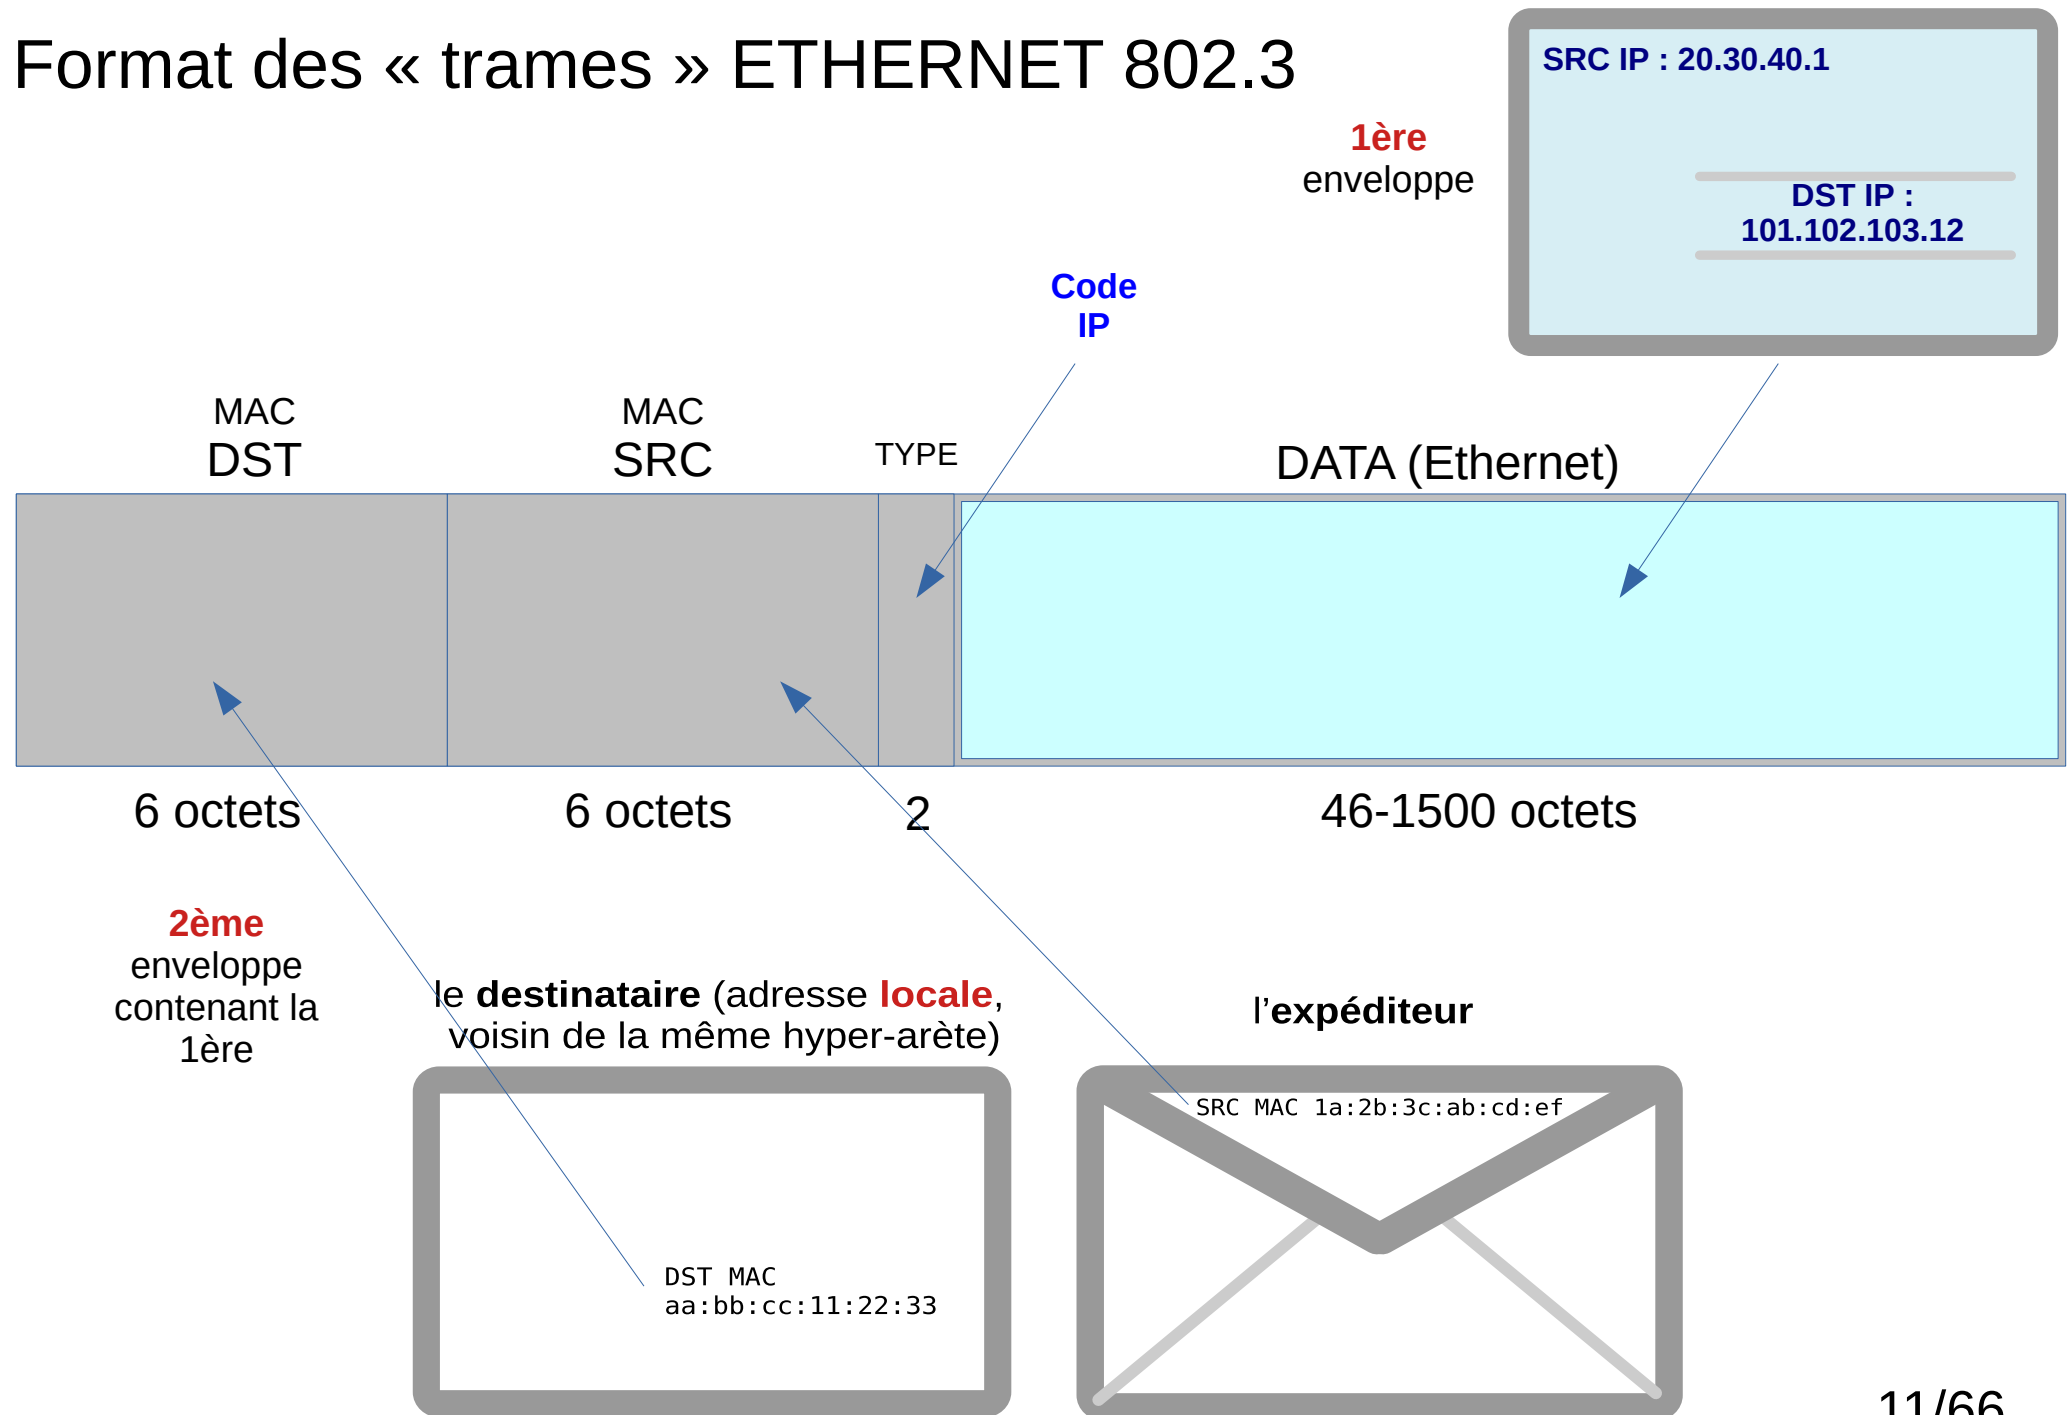 Format des « trames » ETHERNET 802.3
SRC IP : 20.30.40.1
1ère
enveloppe
DST IP :
101.102.103.12
Code
IP
MAC
DST
MAC
SRC
TYPE
DATA (Ethernet)
6 octets
6 octets
2
46-1500 octets
2ème
enveloppe
contenant la
1ère
le destinataire (adresse locale,
voisin de la même hyper-arète)
l’expéditeur
SRC MAC 1a:2b:3c:ab:cd:ef
DST MAC
aa:bb:cc:11:22:33
11/66